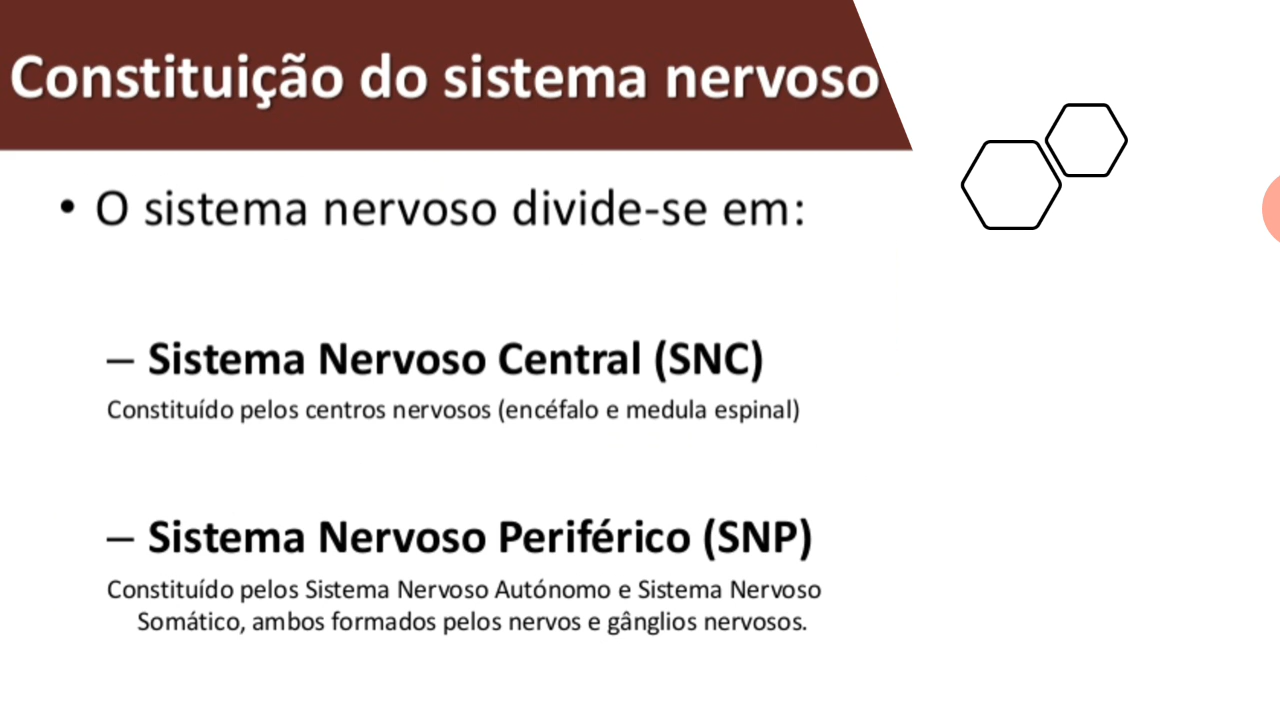 Constituição do sistema nervoso
• O sistema nervoso divide-se em:
– Sistema Nervoso Central (SNC)
Constituído pelos centros nervosos (encéfalo e medula espinal)
– Sistema Nervoso Periférico (SNP)
Constituído pelos Sistema Nervoso Autónomo e Sistema Nervoso
Somático, ambos formados pelos nervos e gânglios nervosos.